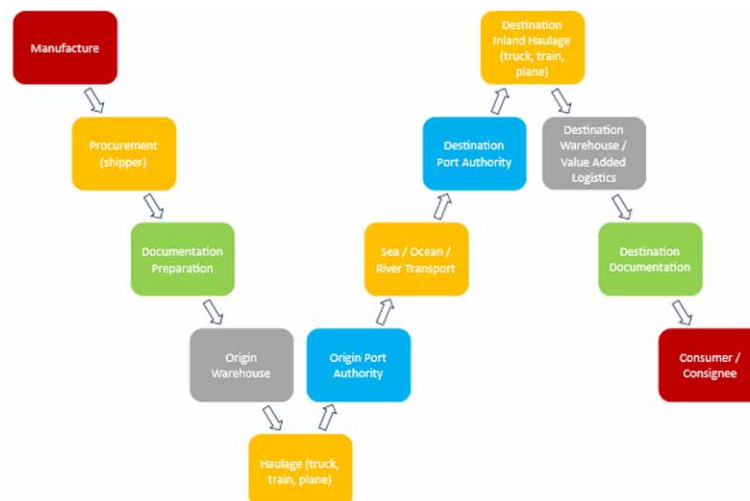 Manufacture
Procurement
(shipper)
Documentation
Preparation
Origin
Warehouse
Haulage (truck,
train, plane)
Origin Port
Authority
Sea / Ocean /
River Transport
Destination
Port Authority
Destination
Inland Haulage
(truck, train,
plane)
Destination
Warehouse /
Value Added
Logistics
Destination
Documentation
Consumer /
Consignee